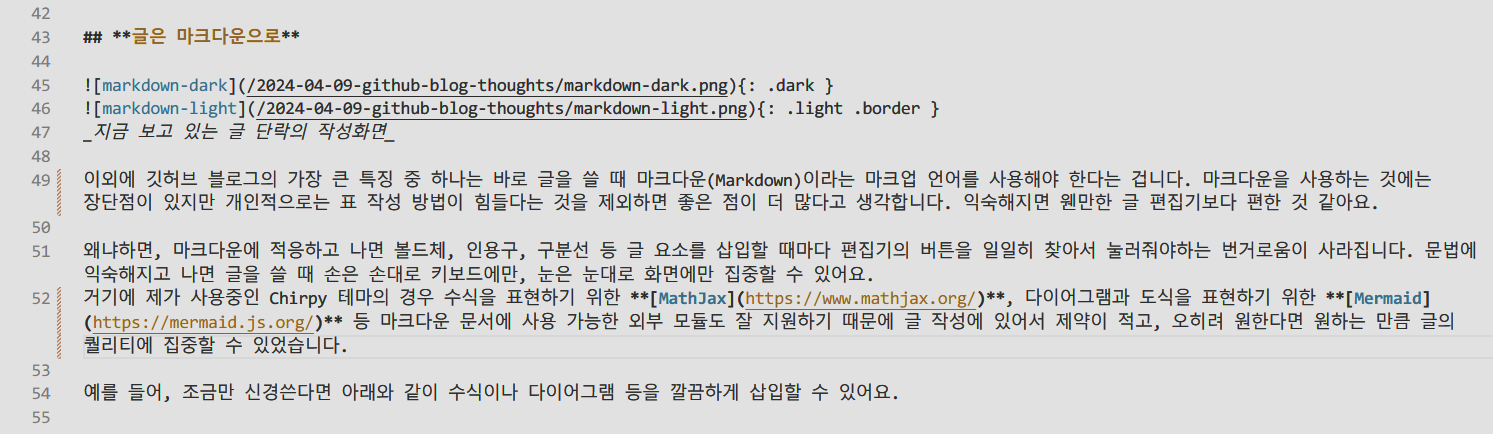 42
43 ## **글은 마크다운으로**
44
45 ![markdown-dark](/2024-04-09-github-blog-thoughts/markdown-dark.png){: .dark }
46 ![markdown-light](/2024-04-09-github-blog-thoughts/markdown-light.png){: .light .border }
47 _지금 보고 있는 글 단락의 작성화면_
48
49 이외에 깃허브 블로그의 가장 큰 특징 중 하나는 바로 글을 쓸 때 마크다운(Markdown)이라는 마크업 언어를 사용해야 한다는 겁니다. 마크다운을 사용하는 것에는
장단점이 있지만 개인적으로는 표 작성 방법이 힘들다는 것을 제외하면 좋은 점이 더 많다고 생각합니다. 익숙해지면 웬만한 글 편집기보다 편한 것 같아요.
50
51 왜냐하면, 마크다운에 적응하고 나면 볼드체, 인용구, 구분선 등 글 요소를 삽입할 때마다 편집기의 버튼을 일일히 찾아서 눌러줘야하는 번거로움이 사라집니다. 문법에
익숙해지고 나면 글을 쓸 때 손은 손대로 키보드에만, 눈은 눈대로 화면에만 집중할 수 있어요.
52 거기에 제가 사용중인 Chirpy 테마의 경우 수식을 표현하기 위한 **[MathJax](https://www.mathjax.org/)**, 다이어그램과 도식을 표현하기 위한 **[Mermaid]
(https://mermaid.js.org/)** 등 마크다운 문서에 사용 가능한 외부 모듈도 잘 지원하기 때문에 글 작성에 있어서 제약이 적고, 오히려 원한다면 원하는 만큼 글의
퀄리티에 집중할 수 있었습니다.
53
54 예를 들어, 조금만 신경쓴다면 아래와 같이 수식이나 다이어그램 등을 깔끔하게 삽입할 수 있어요.
55